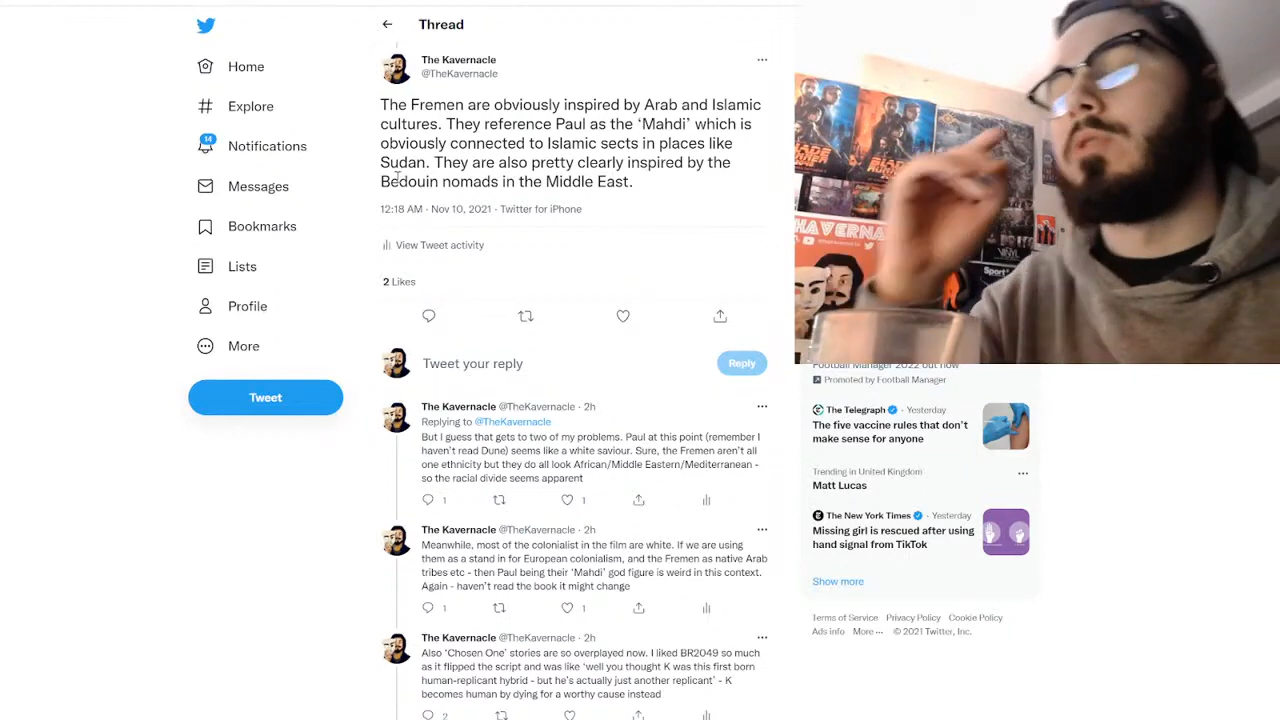 Thread
Home
Explore
14
Notifications
Messages
Bookmarks
Lists
Profile
More
Tweet
The Kavernacle
@TheKavernacle
The Fremen are obviously inspired by Arab and Islamic
cultures. They reference Paul as the ‘Mahdi’ which is
obviously connected to Islamic sects in places like
Sudan. They are also pretty clearly inspired by the
Bedouin nomads in the Middle East.
12:18 AM · Nov 10, 2021 · Twitter for iPhone
View Tweet activity
2 Likes
Tweet your reply
Reply
The Kavernacle @TheKavernacle · 2h
Replying to @TheKavernacle
But I guess that gets to two of my problems. Paul at this point (remember I
haven’t read Dune) seems like a white saviour. Sure, the Fremen aren’t all
one ethnicity but they do all look African/Middle Eastern/Mediterranean -
so the racial divide seems apparent
1
1
The Kavernacle @TheKavernacle · 2h
Meanwhile, most of the colonialist in the film are white. If we are using
them as a stand in for European colonialism, and the Fremen as native Arab
tribes etc - then Paul being their ‘Mahdi’ god figure is weird in this context.
Again - haven’t read the book it might change
1
1
The Kavernacle @TheKavernacle · 2h
Also ‘Chosen One’ stories are so overplayed now. I liked BR2049 so much
as it flipped the script and was like ‘well you thought K was this first born
human-replicant hybrid - but he’s actually just another replicant’ - K
becomes human by dying for a worthy cause instead
2
BLADE
RUNNER
BLADE
RUNNER
VINYL
Sport
Football Manager 2022 out now
Promoted by Football Manager
The Telegraph · Yesterday
The five vaccine rules that don’t
make sense for anyone
Trending in United Kingdom
Matt Lucas
The New York Times · Yesterday
Missing girl is rescued after using
hand signal from TikTok
Show more
Terms of Service Privacy Policy Cookie Policy
Ads info More ··· © 2021 Twitter, Inc.